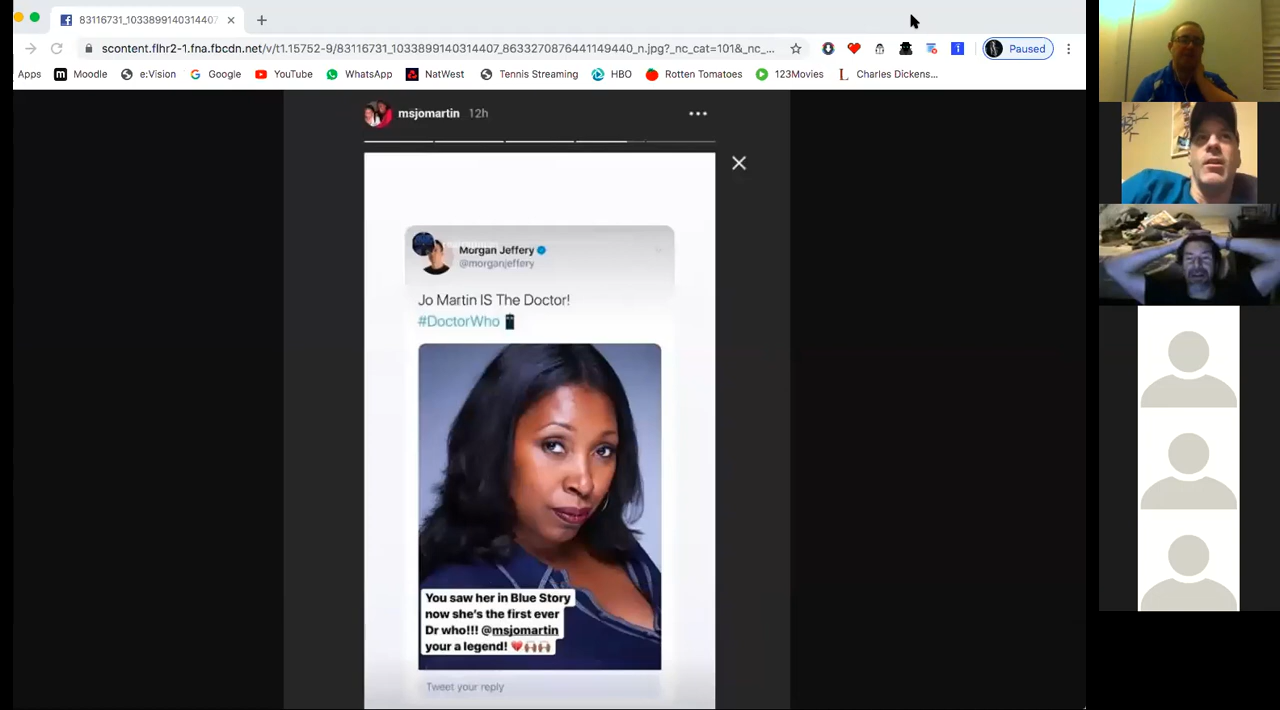 83116731_1033899140314407
scontent.flhr2-1.fna.fbcdn.net/v/t1.15752-9/83116731_1033899140314407_8633270876441149440_n.jpg?_nc_cat=101&_nc_...
Paused
Apps
Moodle
e:Vision
Google
YouTube
WhatsApp
NatWest
Tennis Streaming
HBO
Rotten Tomatoes
123Movies
Charles Dickens...
msjomartin 12h
Morgan Jeffery
@morganjeffery
Jo Martin IS The Doctor!
#DoctorWho
You saw her in Blue Story
now she's the first ever
Dr who!!! @msjomartin
your a legend!
Tweet your reply